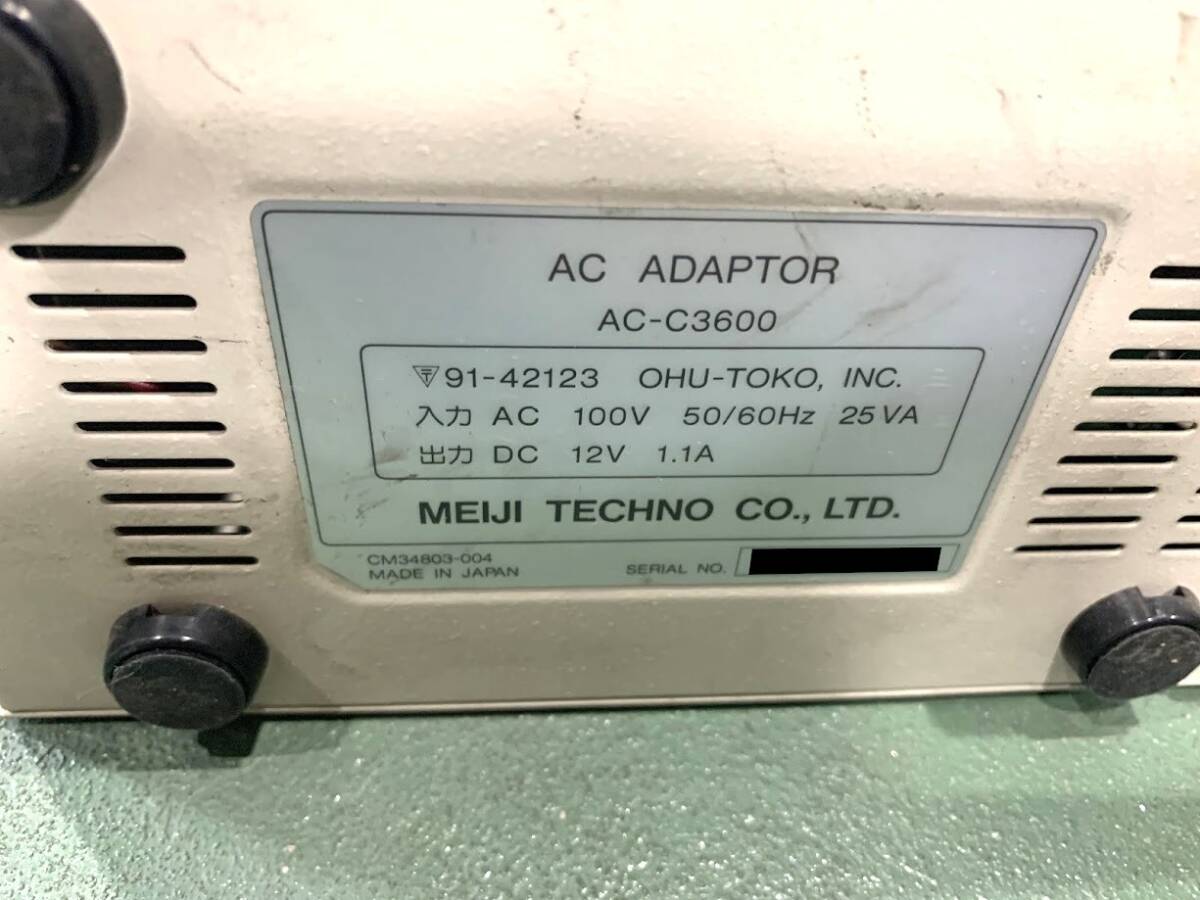 AC ADAPTOR
AC-C3600
91-42123 OHU-TOKO, INC.
入力 AC 100V 50/60Hz 25VA
出力 DC 12V 1.1A
MEIJI TECHNO CO., LTD.
CM34803-004
MADE IN JAPAN
SERIAL NO.